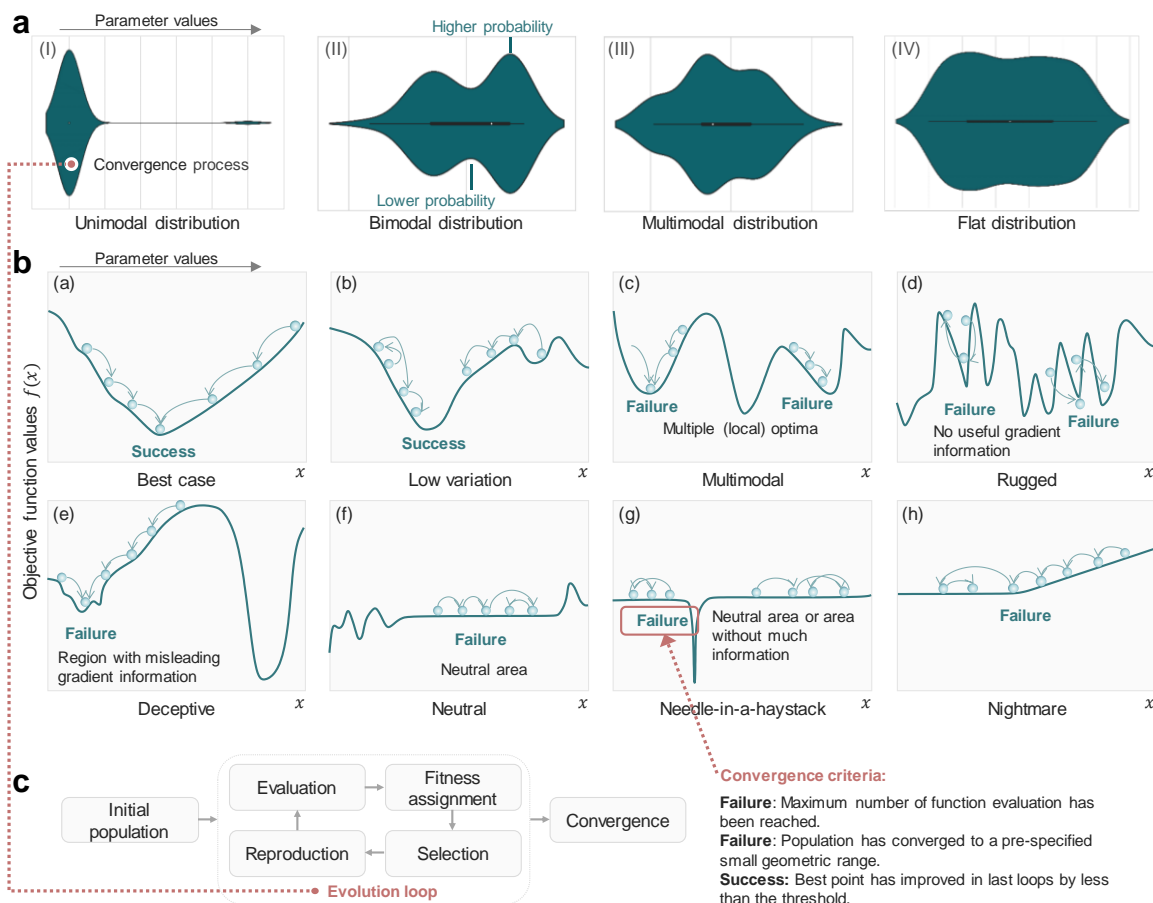 a
Parameter values
Higher probability
(I)
(II)
(III)
(IV)
Convergence process
Lower probability
Unimodal distribution
Bimodal distribution
Multimodal distribution
Flat distribution
b
Parameter values
Objective function values f(x)
(a)
(b)
(c)
(d)
Success
Success
Failure
Failure
Multiple (local) optima
Failure
Failure
No useful gradient
information
x
x
x
x
Best case
Low variation
Multimodal
Rugged
(e)
(f)
(g)
(h)
Failure
Region with misleading
gradient information
Failure
Neutral area
Failure
Neutral area or area
without much
information
Failure
x
x
x
x
Deceptive
Neutral
Needle-in-a-haystack
Nightmare
c
Initial
population
Evaluation
Fitness
assignment
Reproduction
Selection
Convergence
Evolution loop
Convergence criteria:
Failure: Maximum number of function evaluation has
been reached.
Failure: Population has converged to a pre-specified
small geometric range.
Success: Best point has improved in last loops by less
than the threshold.